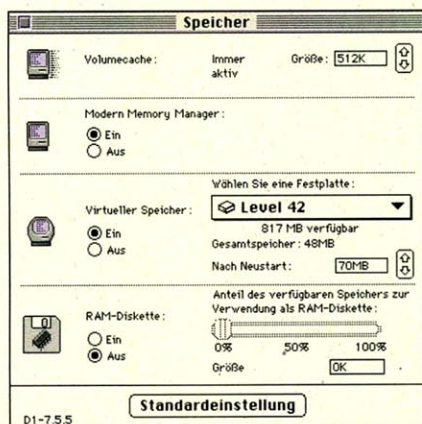 Speicher
Volumecache: Immer aktiv Größe: 512K
Modern Memory Manager:
Ein
Aus
Wählen Sie eine Festplatte:
Level 42
Virtueller Speicher:
Ein
Aus
817 MB verfügbar
Gesamtspeicher: 48MB
Nach Neustart: 70MB
Anteil des verfügbaren Speichers zur
Verwendung als RAM-Diskette:
RAM-Diskette:
Ein
Aus
0% 50% 100%
Größe 0K
Standardeinstellung
D1-7.5.5